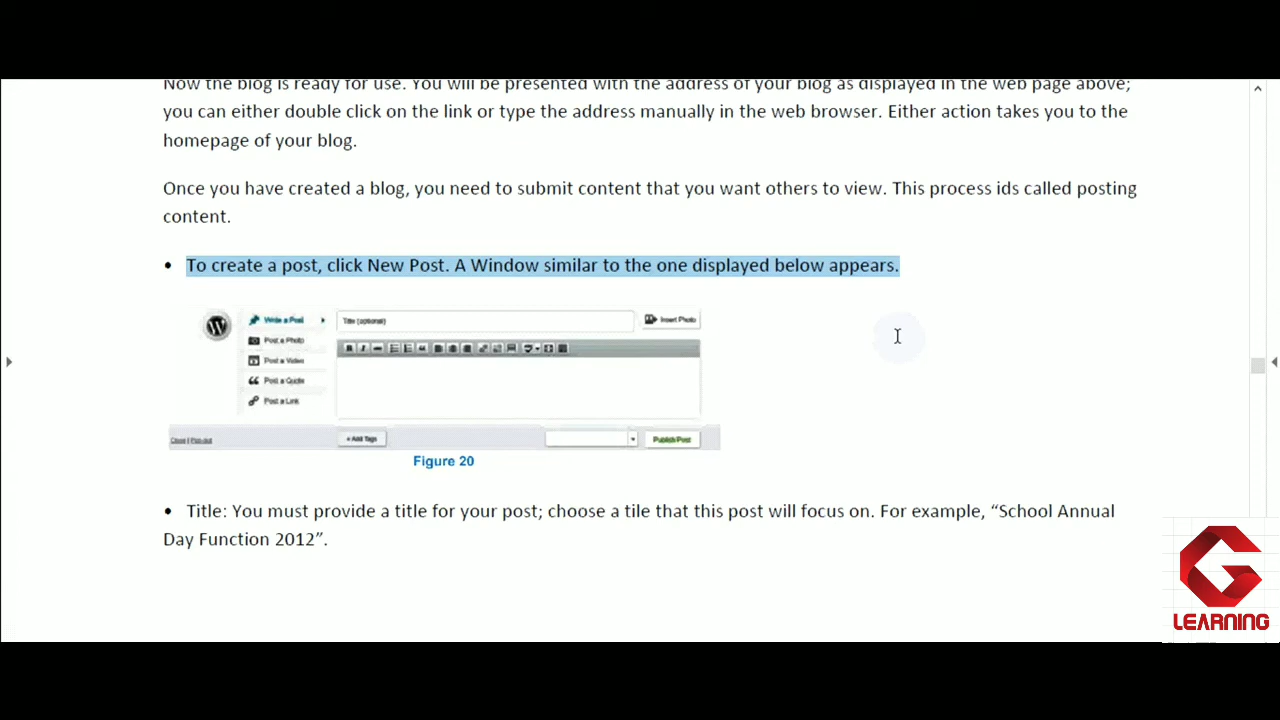 Now the blog is ready for use. You will be presented with the address of your blog as displayed in the web page above;
you can either double click on the link or type the address manually in the web browser. Either action takes you to the
homepage of your blog.
Once you have created a blog, you need to submit content that you want others to view. This process ids called posting
content.
• To create a post, click New Post. A Window similar to the one displayed below appears.
Write a Post
Title (optional)
Insert Photo
Post a Photo
Post a Video
Post a Quote
Post a Link
Close | Pop-out
+ Add Tags
Publish Post
Figure 20
• Title: You must provide a title for your post; choose a tile that this post will focus on. For example, “School Annual
Day Function 2012”.
LEARNING